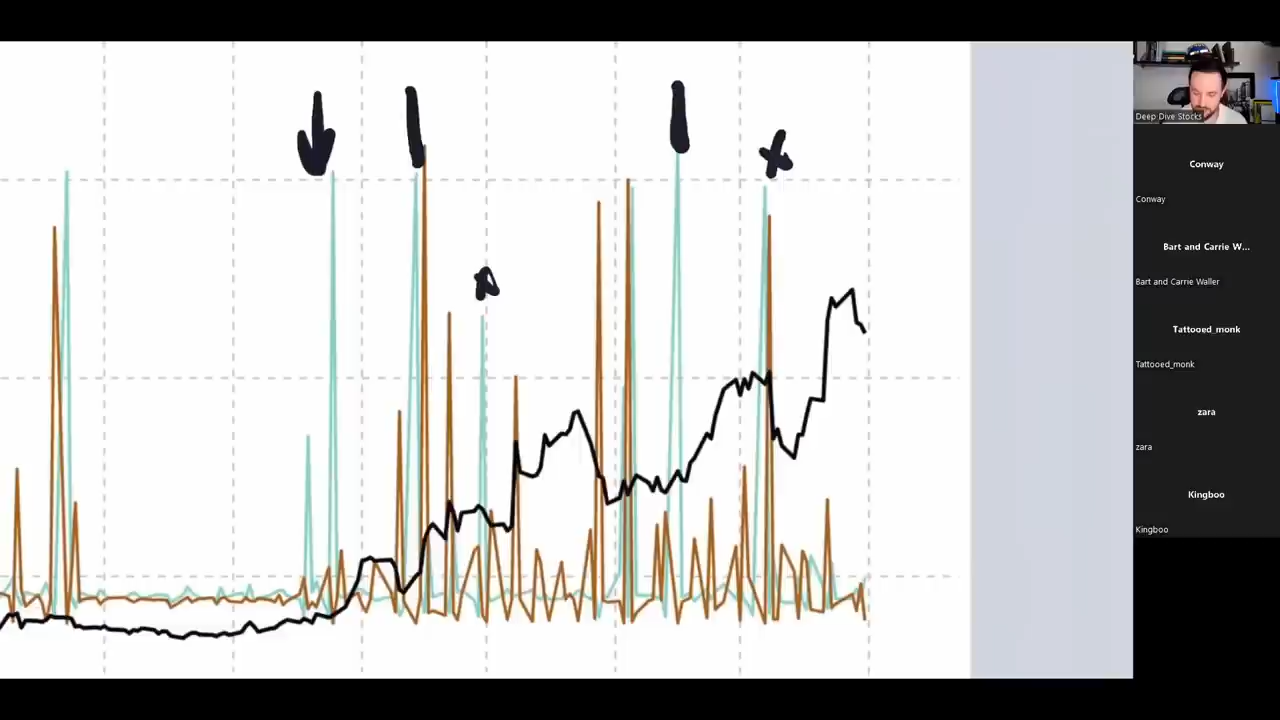 Deep Dive Stocks
Conway
Conway
Bart and Carrie W...
Bart and Carrie Waller
Tattooed_monk
Tattooed_monk
zara
zara
Kingboo
Kingboo